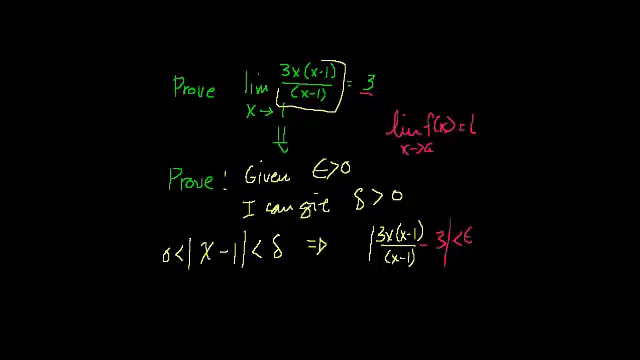 Prove lim 3x(x-1) / (x-1) = 3
x → 1
lim f(x) = L
x→a
⇓
Prove: Given ε>0
I can give δ > 0
0 < | x - 1 | < δ ⇒ | 3x(x-1) / (x-1) - 3 | < ε